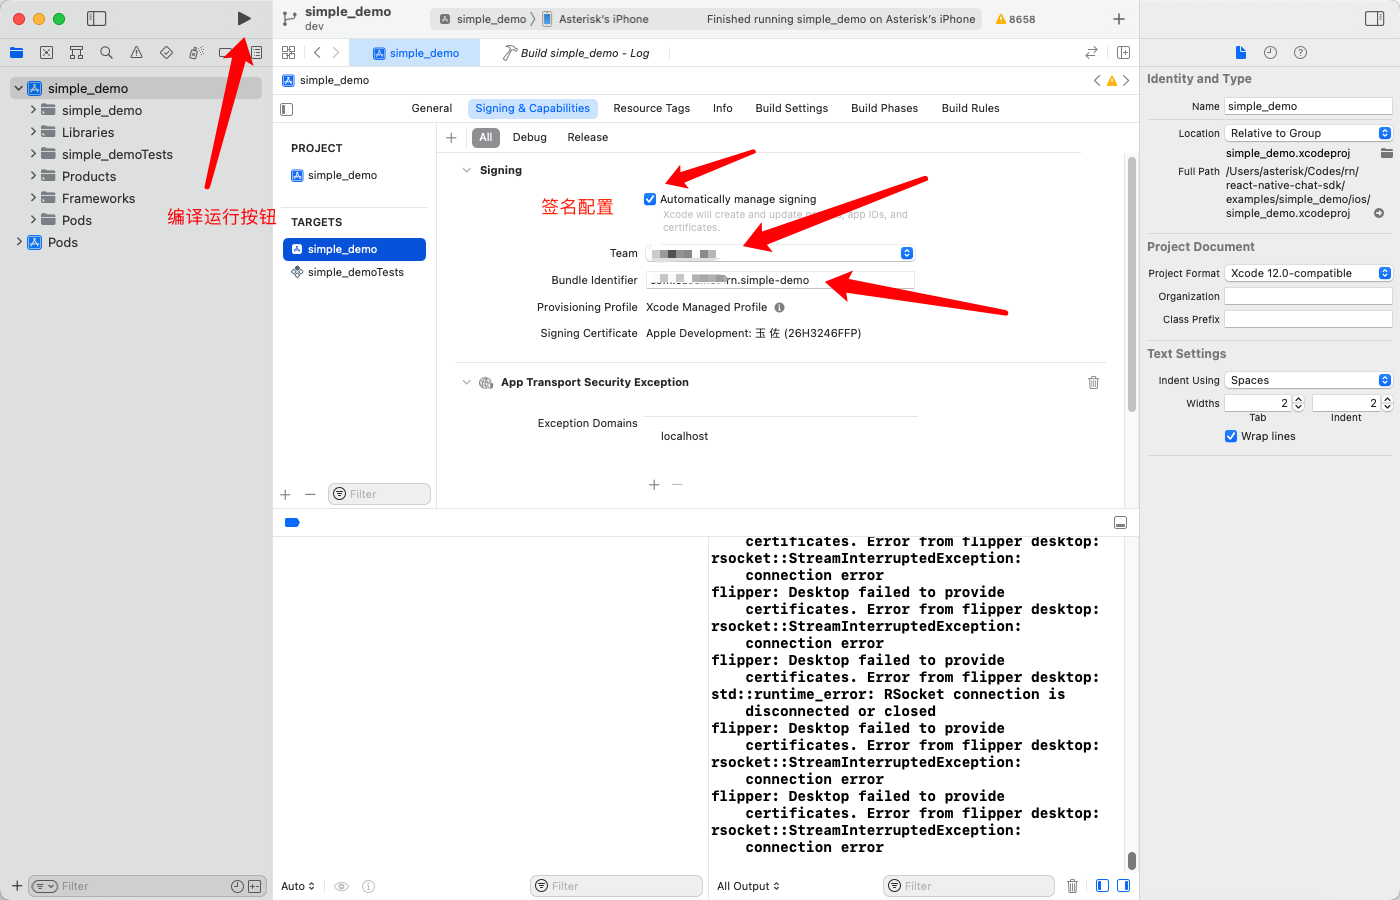 simple_demo
dev
simple_demo
Asterisk's iPhone
Finished running simple_demo on Asterisk's iPhone
8658
simple_demo
Build simple_demo - Log
simple_demo
simple_demo
simple_demo
Libraries
simple_demoTests
Products
Frameworks
Pods
Pods
编译运行按钮
Filter
General
Signing & Capabilities
Resource Tags
Info
Build Settings
Build Phases
Build Rules
PROJECT
simple_demo
TARGETS
simple_demo
simple_demoTests
Filter
All
Debug
Release
Signing
签名配置
Automatically manage signing
Xcode will create and update app IDs, and
certificates.
Team
Bundle Identifier
rn.simple-demo
Provisioning Profile
Xcode Managed Profile
Signing Certificate
Apple Development: 玉 佐 (26H3246FFP)
App Transport Security Exception
Exception Domains
localhost
certificates. Error from flipper desktop:
rsocket::StreamInterruptedException:
connection error
flipper: Desktop failed to provide
certificates. Error from flipper desktop:
rsocket::StreamInterruptedException:
connection error
flipper: Desktop failed to provide
certificates. Error from flipper desktop:
std::runtime_error: RSocket connection is
disconnected or closed
flipper: Desktop failed to provide
certificates. Error from flipper desktop:
rsocket::StreamInterruptedException:
connection error
flipper: Desktop failed to provide
certificates. Error from flipper desktop:
rsocket::StreamInterruptedException:
connection error
Auto
Filter
All Output
Filter
Identity and Type
Name
simple_demo
Location
Relative to Group
simple_demo.xcodeproj
Full Path
/Users/asterisk/Codes/rn/
react-native-chat-sdk/
examples/simple_demo/ios/
simple_demo.xcodeproj
Project Document
Project Format
Xcode 12.0-compatible
Organization
Class Prefix
Text Settings
Indent Using
Spaces
Widths
2
2
Tab
Indent
Wrap lines